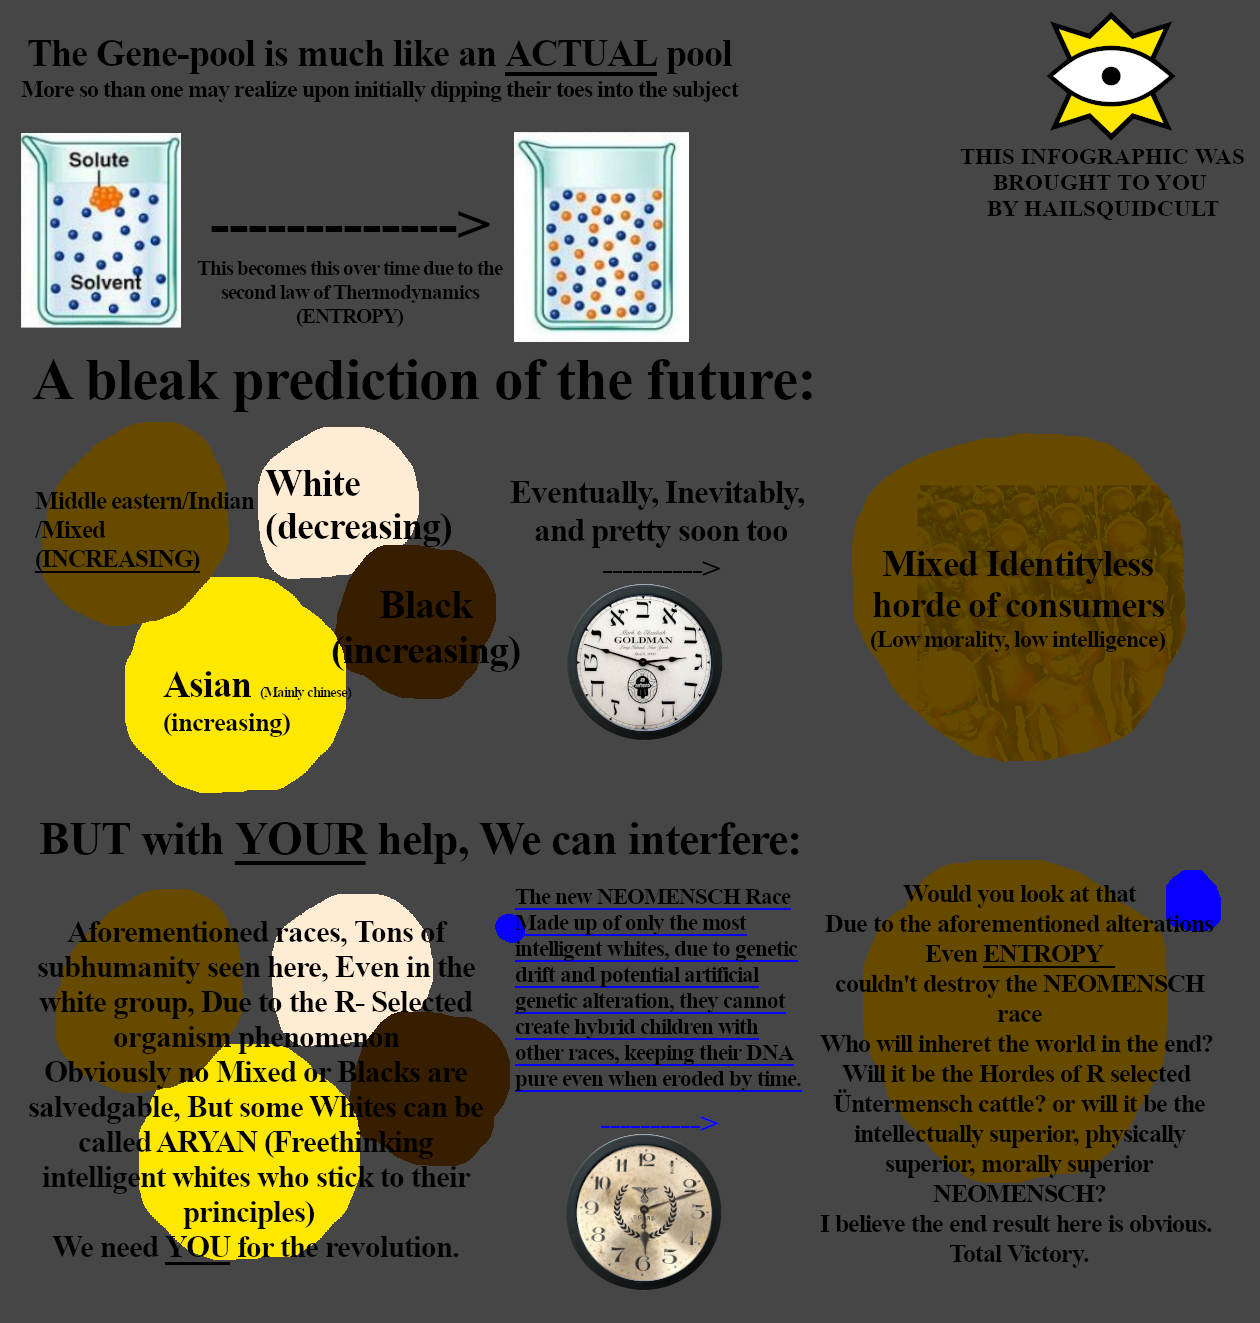 The Gene-pool is much like an ACTUAL pool
More so than one may realize upon initially dipping their toes into the subject
THIS INFOGRAPHIC WAS
BROUGHT TO YOU
BY HAILSQUIDCULT
Solute
Solvent
------------->
This becomes this over time due to the
second law of Thermodynamics
(ENTROPY)
A bleak prediction of the future:
Middle eastern/Indian
/Mixed
(INCREASING)
White
(decreasing)
Black
(increasing)
Asian (Mainly chinese)
(increasing)
Eventually, Inevitably,
and pretty soon too
---------->
GOLDMAN
Mixed Identityless
horde of consumers
(Low morality, low intelligence)
BUT with YOUR help, We can interfere:
Aforementioned races, Tons of
subhumanity seen here, Even in the
white group, Due to the R- Selected
organism phenomenon
Obviously no Mixed or Blacks are
salvedgable, But some Whites can be
called ARYAN (Freethinking
intelligent whites who stick to their
principles)
We need YOU for the revolution.
The new NEOMENSCH Race
Made up of only the most
intelligent whites, due to genetic
drift and potential artificial
genetic alteration, they cannot
create hybrid children with
other races, keeping their DNA
pure even when eroded by time.
---------->
Would you look at that
Due to the aforementioned alterations
Even ENTROPY
couldn't destroy the NEOMENSCH
race
Who will inheret the world in the end?
Will it be the Hordes of R selected
Üntermensch cattle? or will it be the
intellectually superior, physically
superior, morally superior
NEOMENSCH?
I believe the end result here is obvious.
Total Victory.